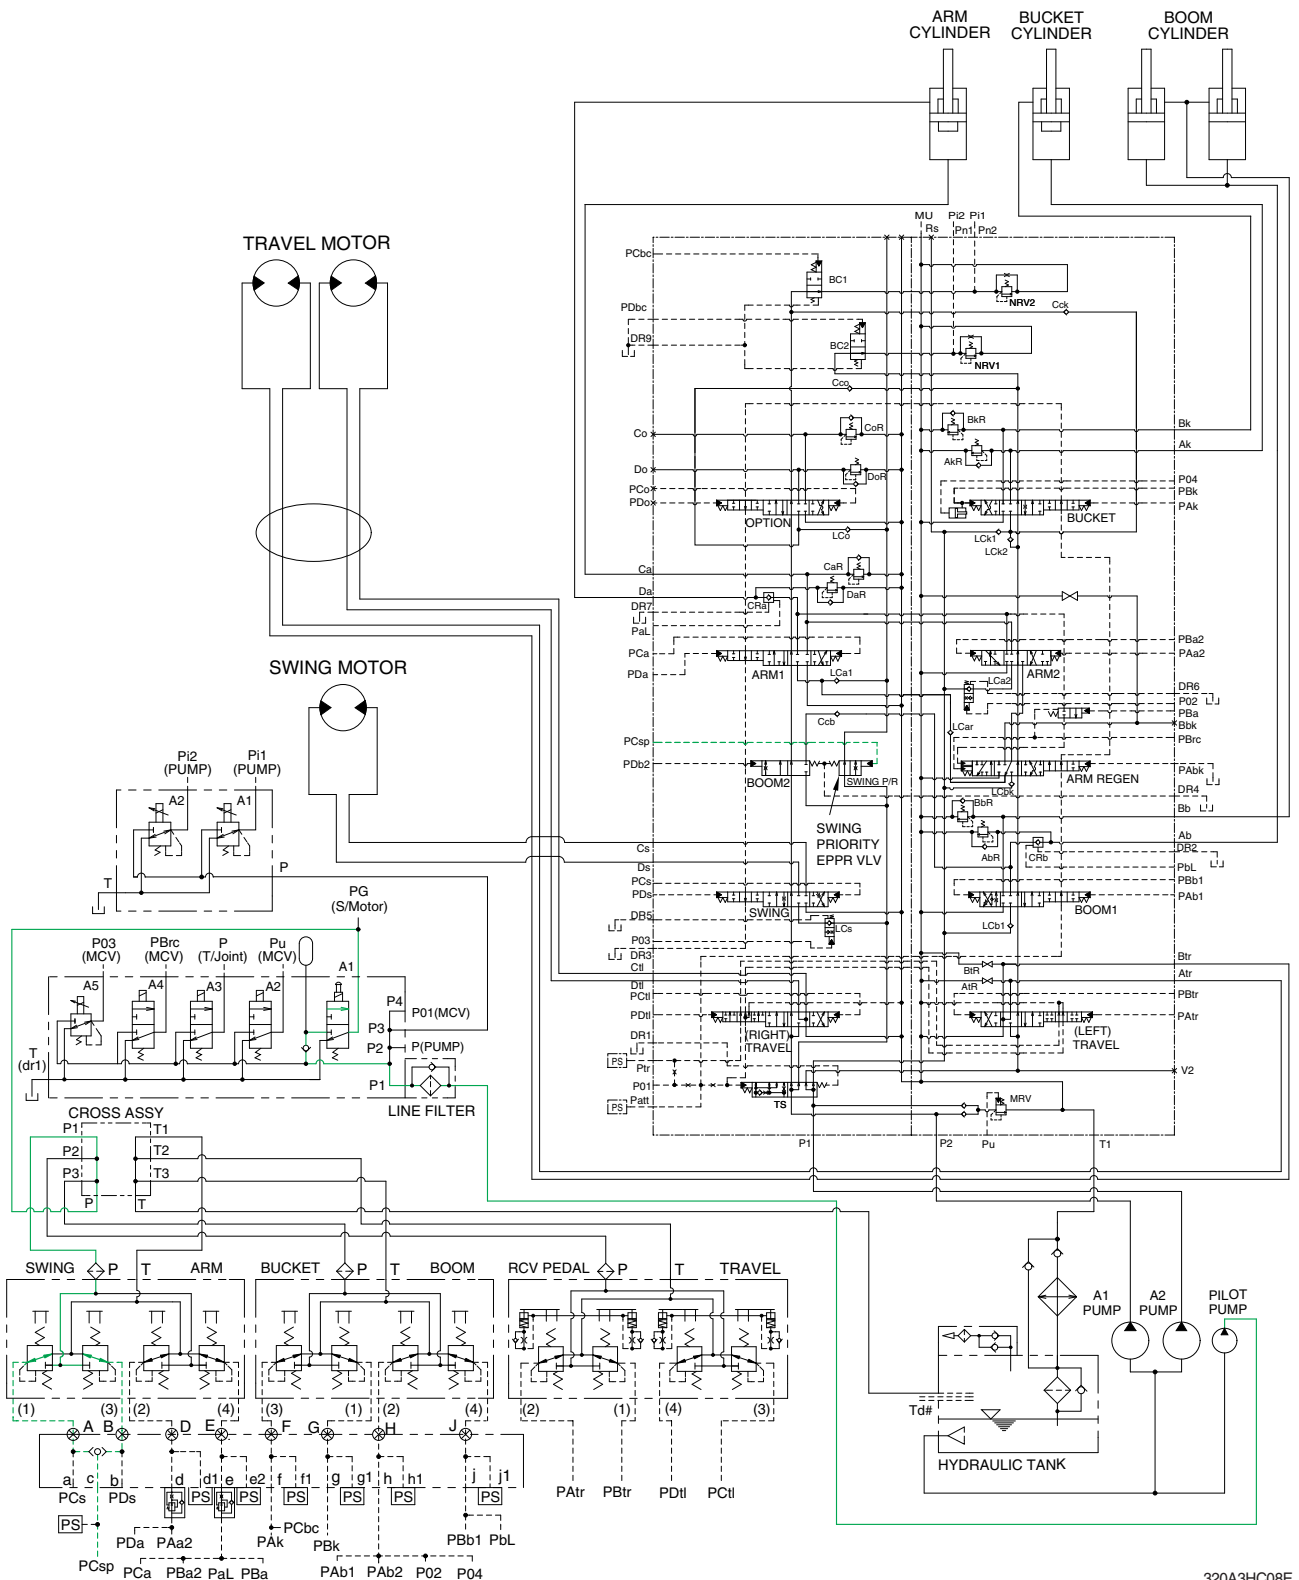 ARM
CYLINDER
BUCKET
CYLINDER
BOOM
CYLINDER
TRAVEL MOTOR
MU
Rs
Pi2 Pi1
Pn1 Pn2
PCbc
BC1
NRV2
PDbc
Cck
DR9
BC2
NRV1
Cco
CoR
BkR
Bk
Co
Ak
AkR
Do
DoR
P04
PCo
PBk
PDo
PAk
OPTION
BUCKET
LCo
LCk1
LCk2
Ca
CaR
Da
DaR
DR7
CRa
PaL
PBa2
PCa
PAa2
PDa
ARM1
ARM2
SWING MOTOR
LCa1
LCa2
DR6
P02
PBa
Ccb
LCar
Bbk
PCsp
PBrc
PDb2
PAbk
BOOM2
SWING P/R
ARM REGEN
DR4
LCbk
Bb
SWING
PRIORITY
EPPR VLV
BbR
AbR
CRb
Ab
DR2
PbL
Pi2
(PUMP)
Pi1
(PUMP)
A2
A1
P
T
Cs
Ds
PCs
PDs
SWING
PBb1
PAb1
BOOM1
DR5
LCs
LCb1
P03
DR3
Ctl
BtR
Btr
Atr
AtR
Dtl
PCtl
PBtr
PDtl
PAtr
(RIGHT)
TRAVEL
(LEFT)
TRAVEL
DR1
PS
Ptr
V2
P01
Patt
PS
TS
MRV
P1
P2
Pu
T1
PG
(S/Motor)
P03
(MCV)
PBrc
(MCV)
P
(T/Joint)
Pu
(MCV)
A5
A4
A3
A2
A1
P4
P01(MCV)
P3
P2
P(PUMP)
T
(dr1)
P1
LINE FILTER
CROSS ASSY
P1
T1
P2
T2
P3
T3
P
T
SWING
P
T
ARM
BUCKET
P
T
BOOM
RCV PEDAL
P
T
TRAVEL
A1
PUMP
A2
PUMP
PILOT
PUMP
(1)
(3)
(2)
(4)
(3)
(1)
(2)
(4)
(2)
(1)
(4)
(3)
Td#
HYDRAULIC TANK
A
B
D
E
F
G
H
J
a
c
b
d
d1
e
e2
f
f1
g
g1
h
h1
j
j1
PCs
PDs
PS
PS
PS
PS
PS
PS
PAtr
PBtr
PDtl
PCtl
PS
PCsp
PDa
PAa2
PCbc
PAk
PBk
PBb1
PbL
PCa
PBa2
PaL
PBa
PAb1
PAb2
P02
P04
320A3HC08E